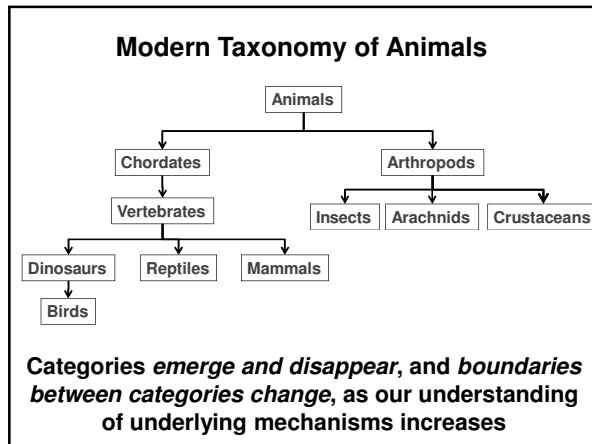 Modern Taxonomy of Animals
Animals
Chordates
Arthropods
Vertebrates
Insects
Arachnids
Crustaceans
Dinosaurs
Reptiles
Mammals
Birds
Categories emerge and disappear, and boundaries
between categories change, as our understanding
of underlying mechanisms increases